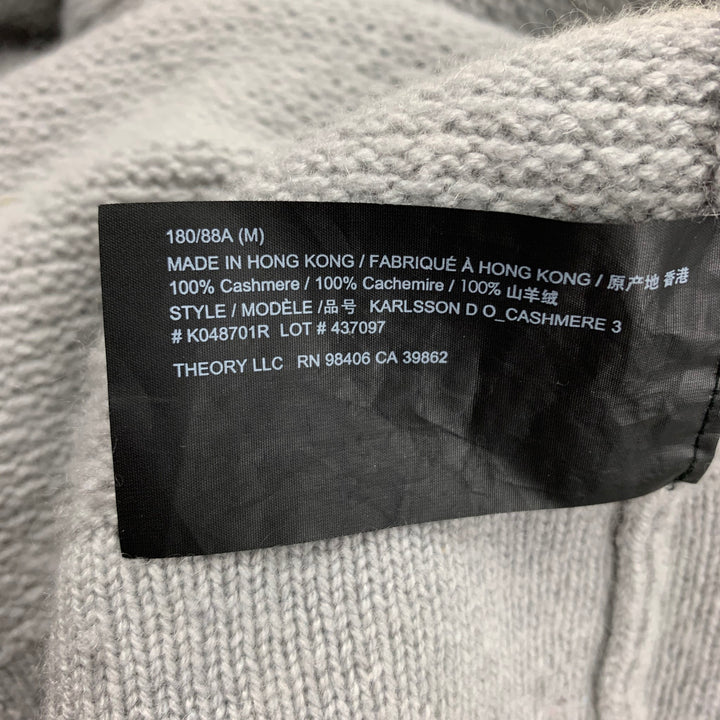 180/88A (M)
MADE IN HONG KONG / FABRIQUÉ À HONG KONG / 原产地 香港
100% Cashmere / 100% Cachemire / 100% 山羊绒
STYLE / MODÈLE /品号 KARLSSON D O_CASHMERE 3
# K048701R LOT # 437097
THEORY LLC RN 98406 CA 39862